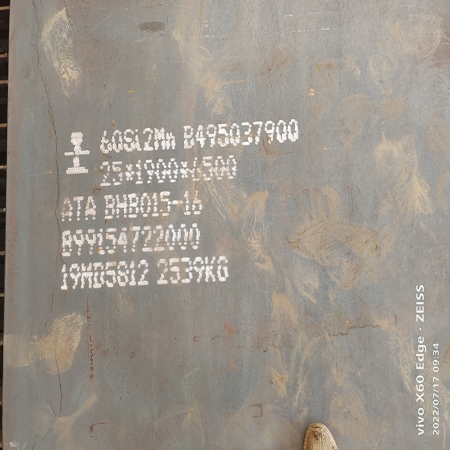 60Si2Mn B495037900
25*1900*6500
ATA BHB015-16
B99154722000
19MD5812 2539KG
vivo X60 Edge · ZEISS
2022/07/17 09:34